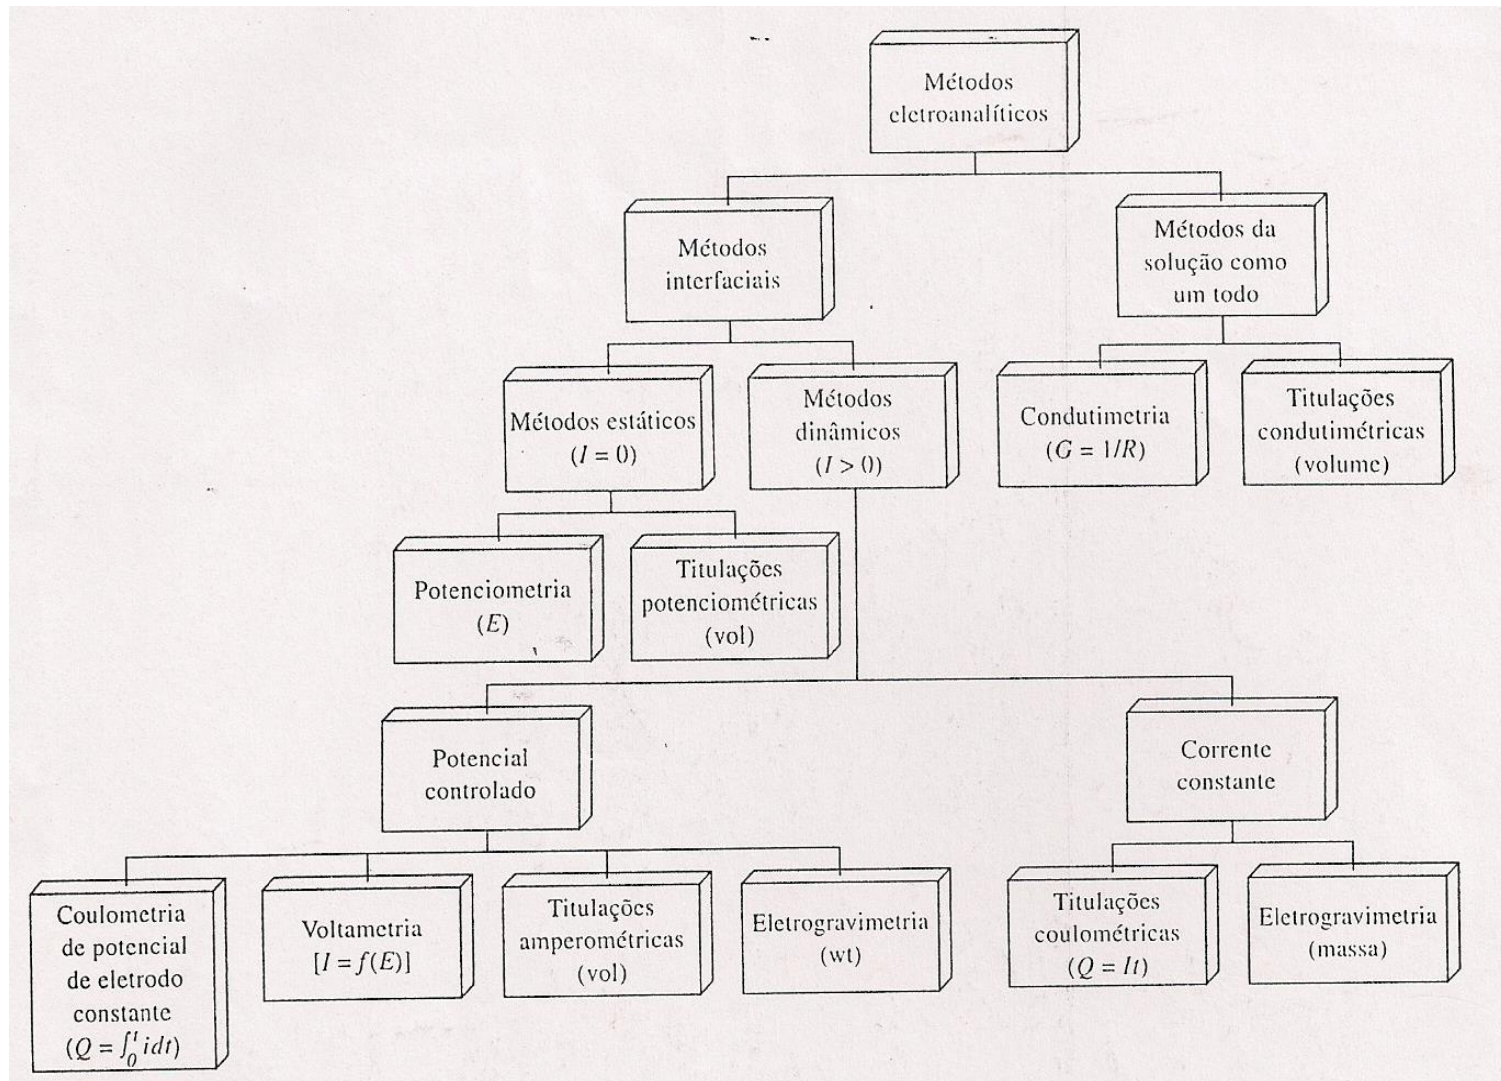 Métodos
eletroanalíticos
Métodos
interfaciais
Métodos da
solução como
um todo
Métodos estáticos
(I = 0)
Métodos
dinâmicos
(I > 0)
Condutimetria
(G = 1/R)
Titulações
condutimétricas
(volume)
Potenciometria
(E)
Titulações
potenciométricas
(vol)
Potencial
controlado
Corrente
constante
Coulometria
de potencial
de eletrodo
constante
(Q = ∫₀ᵗ idt)
Voltametria
[I = f(E)]
Titulações
amperométricas
(vol)
Eletrogravimetria
(wt)
Titulações
coulométricas
(Q = It)
Eletrogravimetria
(massa)